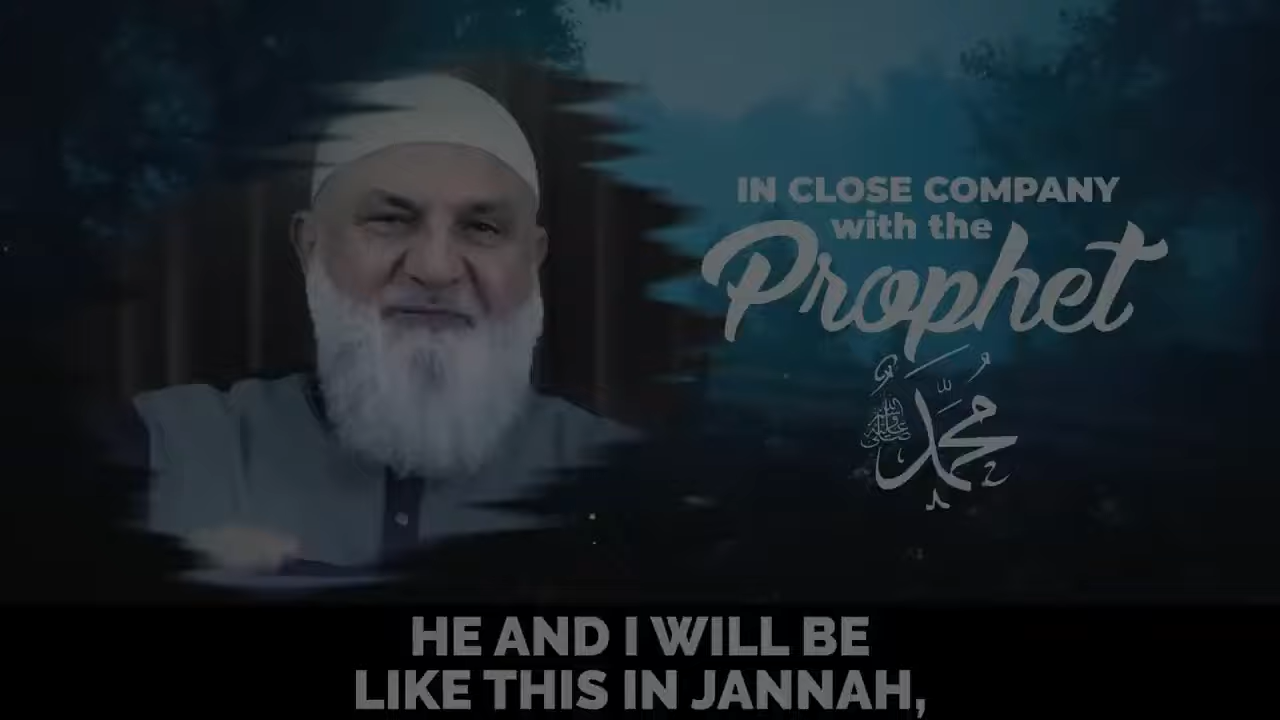 IN CLOSE COMPANY
with the
Prophet
محمد
صلى الله عليه وسلم
HE AND I WILL BE
LIKE THIS IN JANNAH,